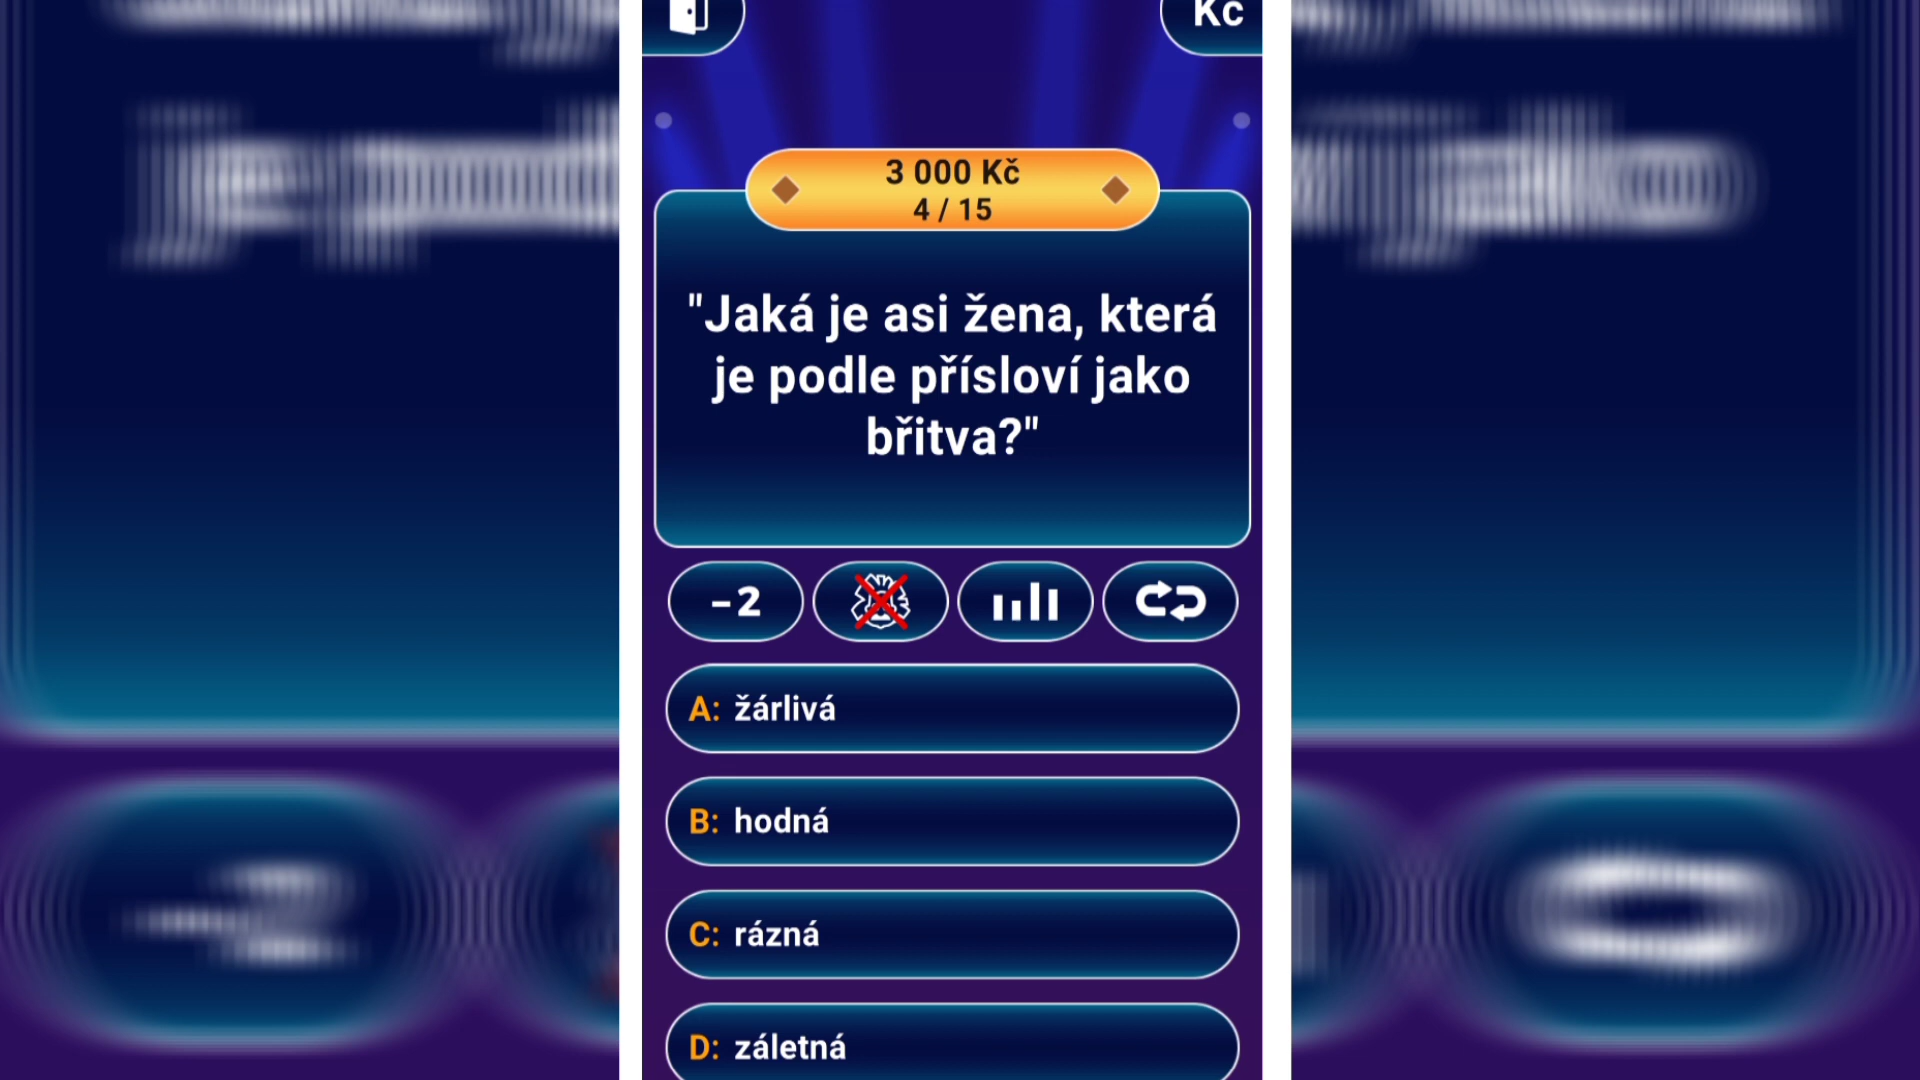 Kč
3 000 Kč
4 / 15
"Jaká je asi žena, která
je podle přísloví jako
břitva?"
-2
A: žárlivá
B: hodná
C: rázná
D: záletná